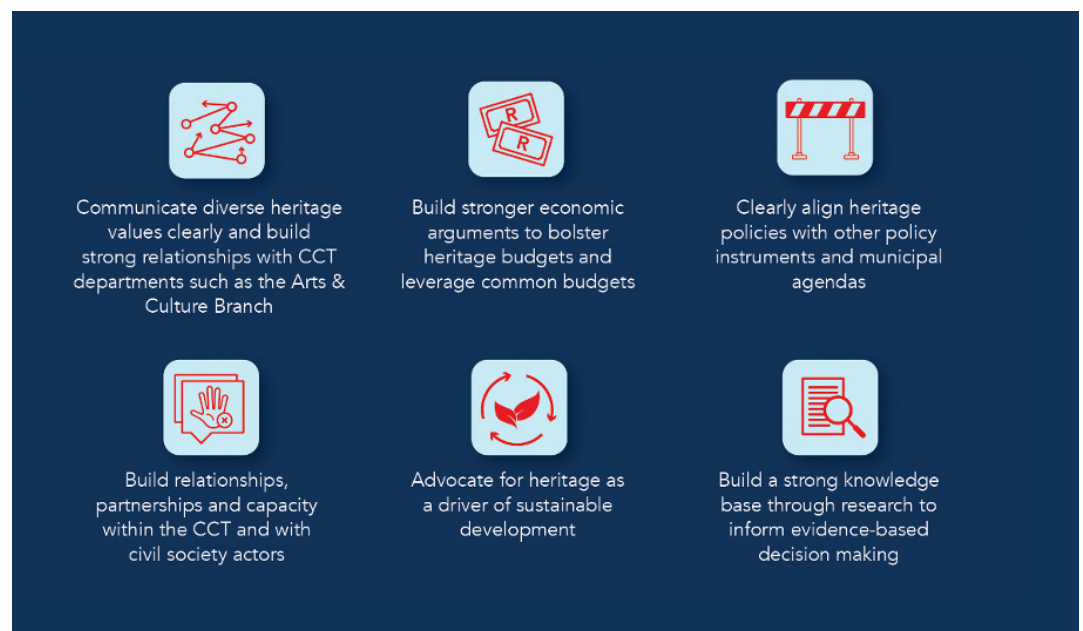 R
R
Communicate diverse heritage
values clearly and build
strong relationships with CCT
departments such as the Arts &
Culture Branch
Build stronger economic
arguments to bolster
heritage budgets and
leverage common budgets
Clearly align heritage
policies with other policy
instruments and municipal
agendas
Build relationships,
partnerships and capacity
within the CCT and with
civil society actors
Advocate for heritage as
a driver of sustainable
development
Build a strong knowledge
base through research to
inform evidence-based
decision making